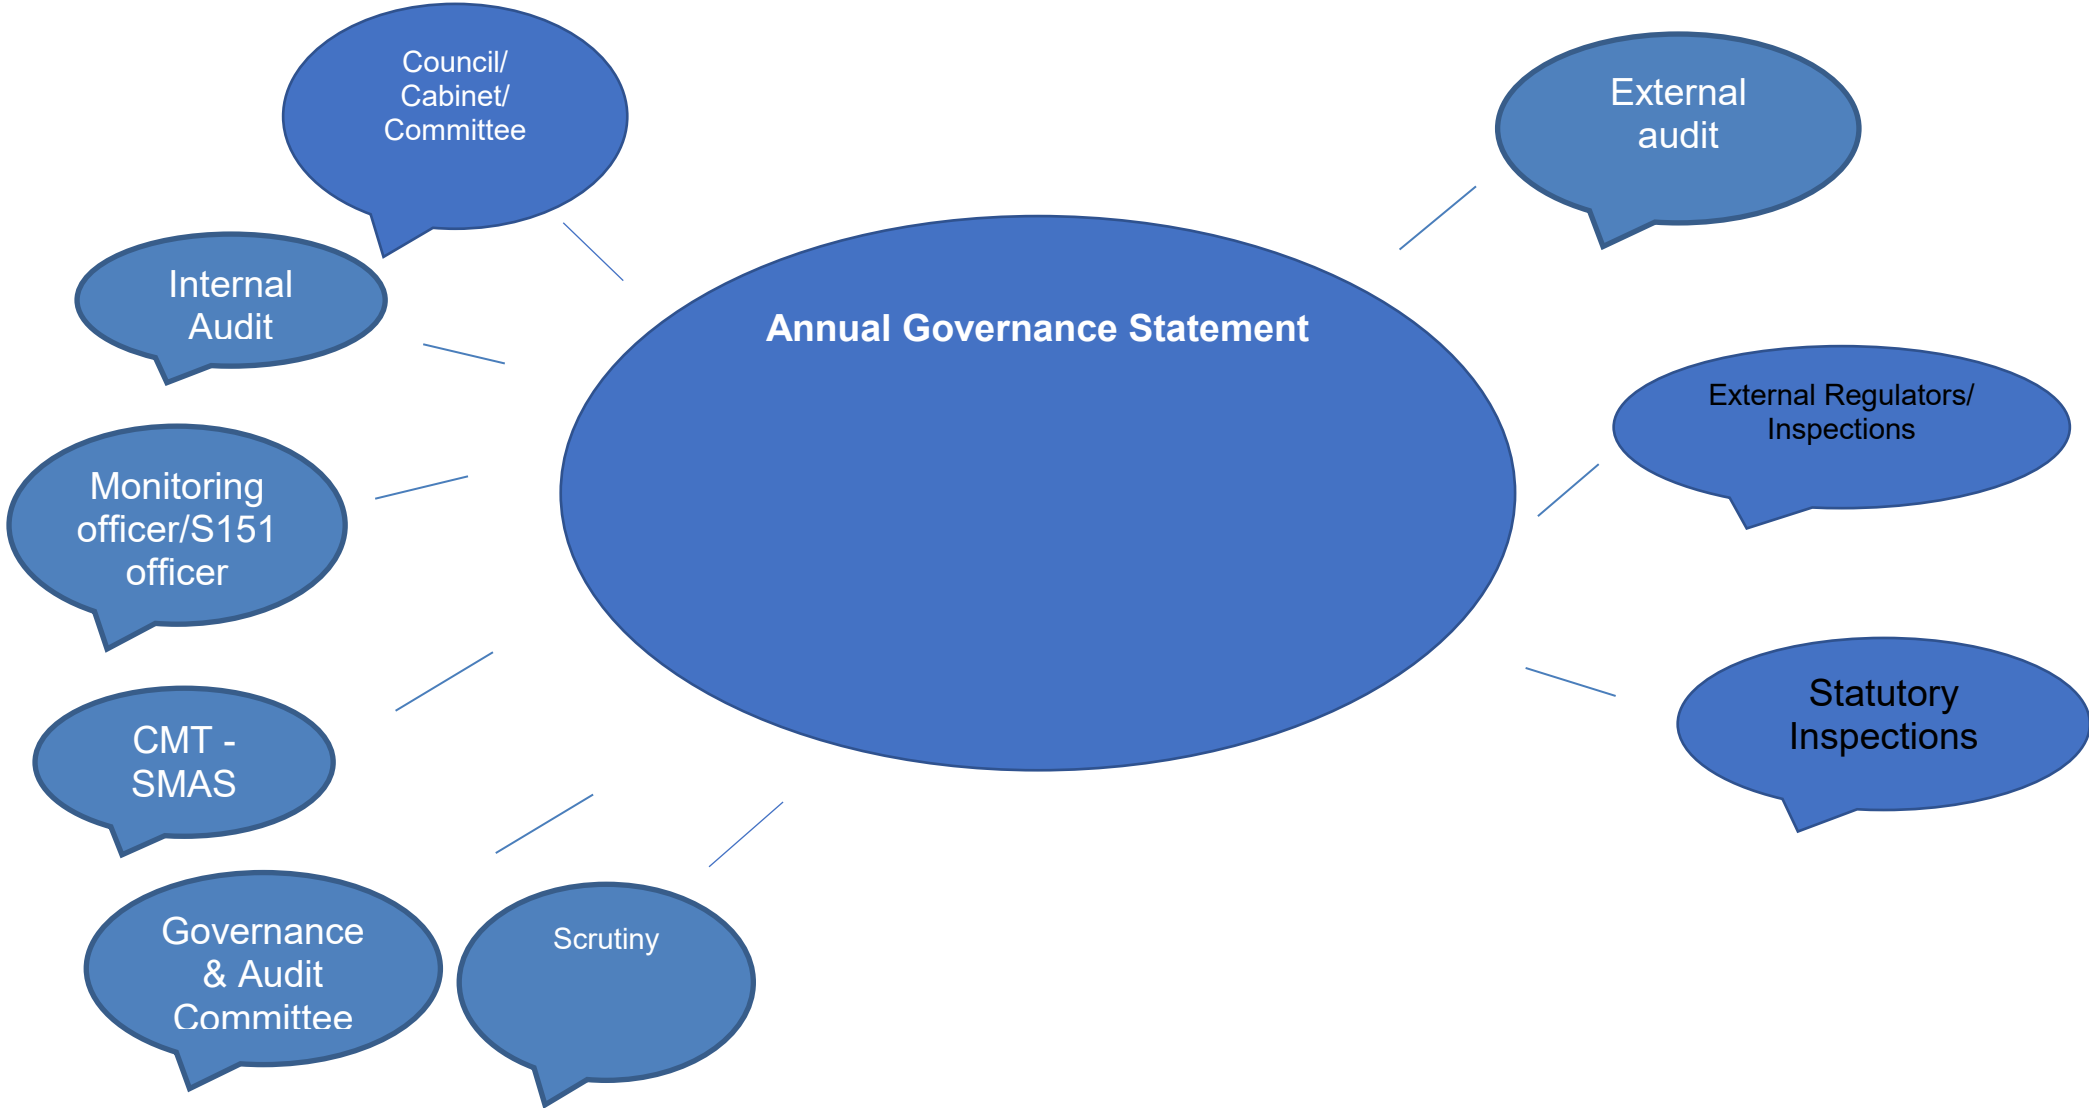 Council/
Cabinet/
Committee
External
audit
Internal
Audit
Annual Governance Statement
External Regulators/
Inspections
Monitoring
officer/S151
officer
Statutory
Inspections
CMT -
SMAS
Governance
& Audit
Committee
Scrutiny